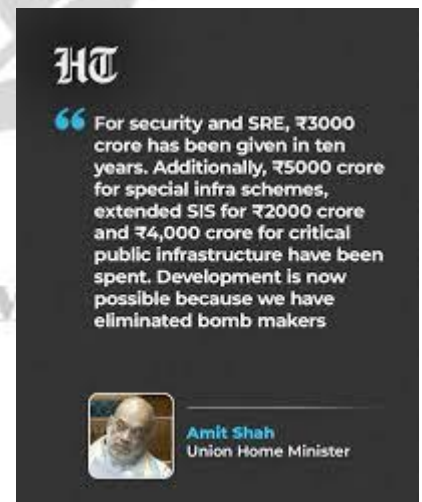 HT
“ For security and SRE, ₹3000
crore has been given in ten
years. Additionally, ₹5000 crore
for special infra schemes,
extended SIS for ₹2000 crore
and ₹4,000 crore for critical
public infrastructure have been
spent. Development is now
possible because we have
eliminated bomb makers
Amit Shah
Union Home Minister